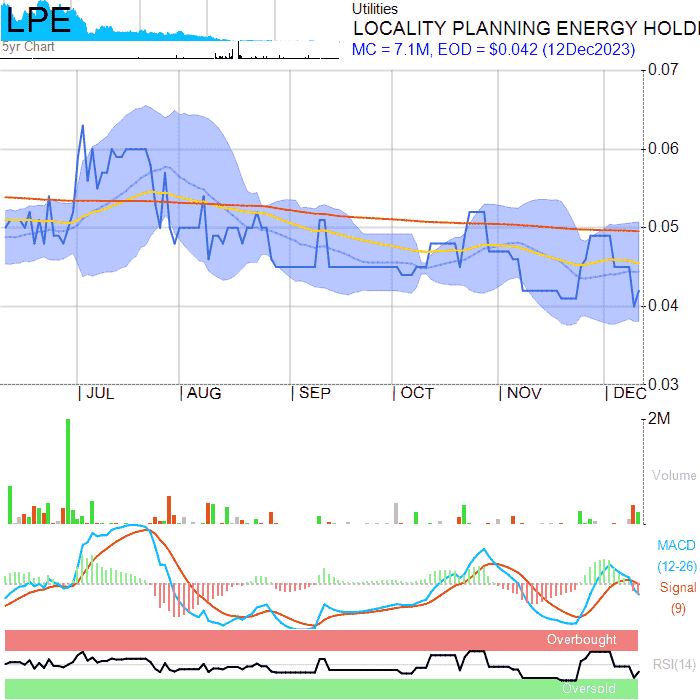 LPE
5yr Chart
Utilities
LOCALITY PLANNING ENERGY HOLDI
MC = 7.1M, EOD = $0.042 (12Dec2023)
0.07
0.06
0.05
0.04
0.03
JUL AUG SEP OCT NOV DEC
2M
Volume
MACD
(12-26)
Signal
(9)
Overbought
RSI(14)
Oversold